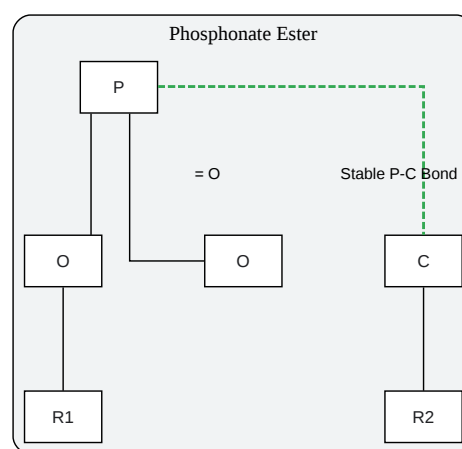 Phosphonate Ester
P
= O
Stable P-C Bond
O
O
C
R1
R2